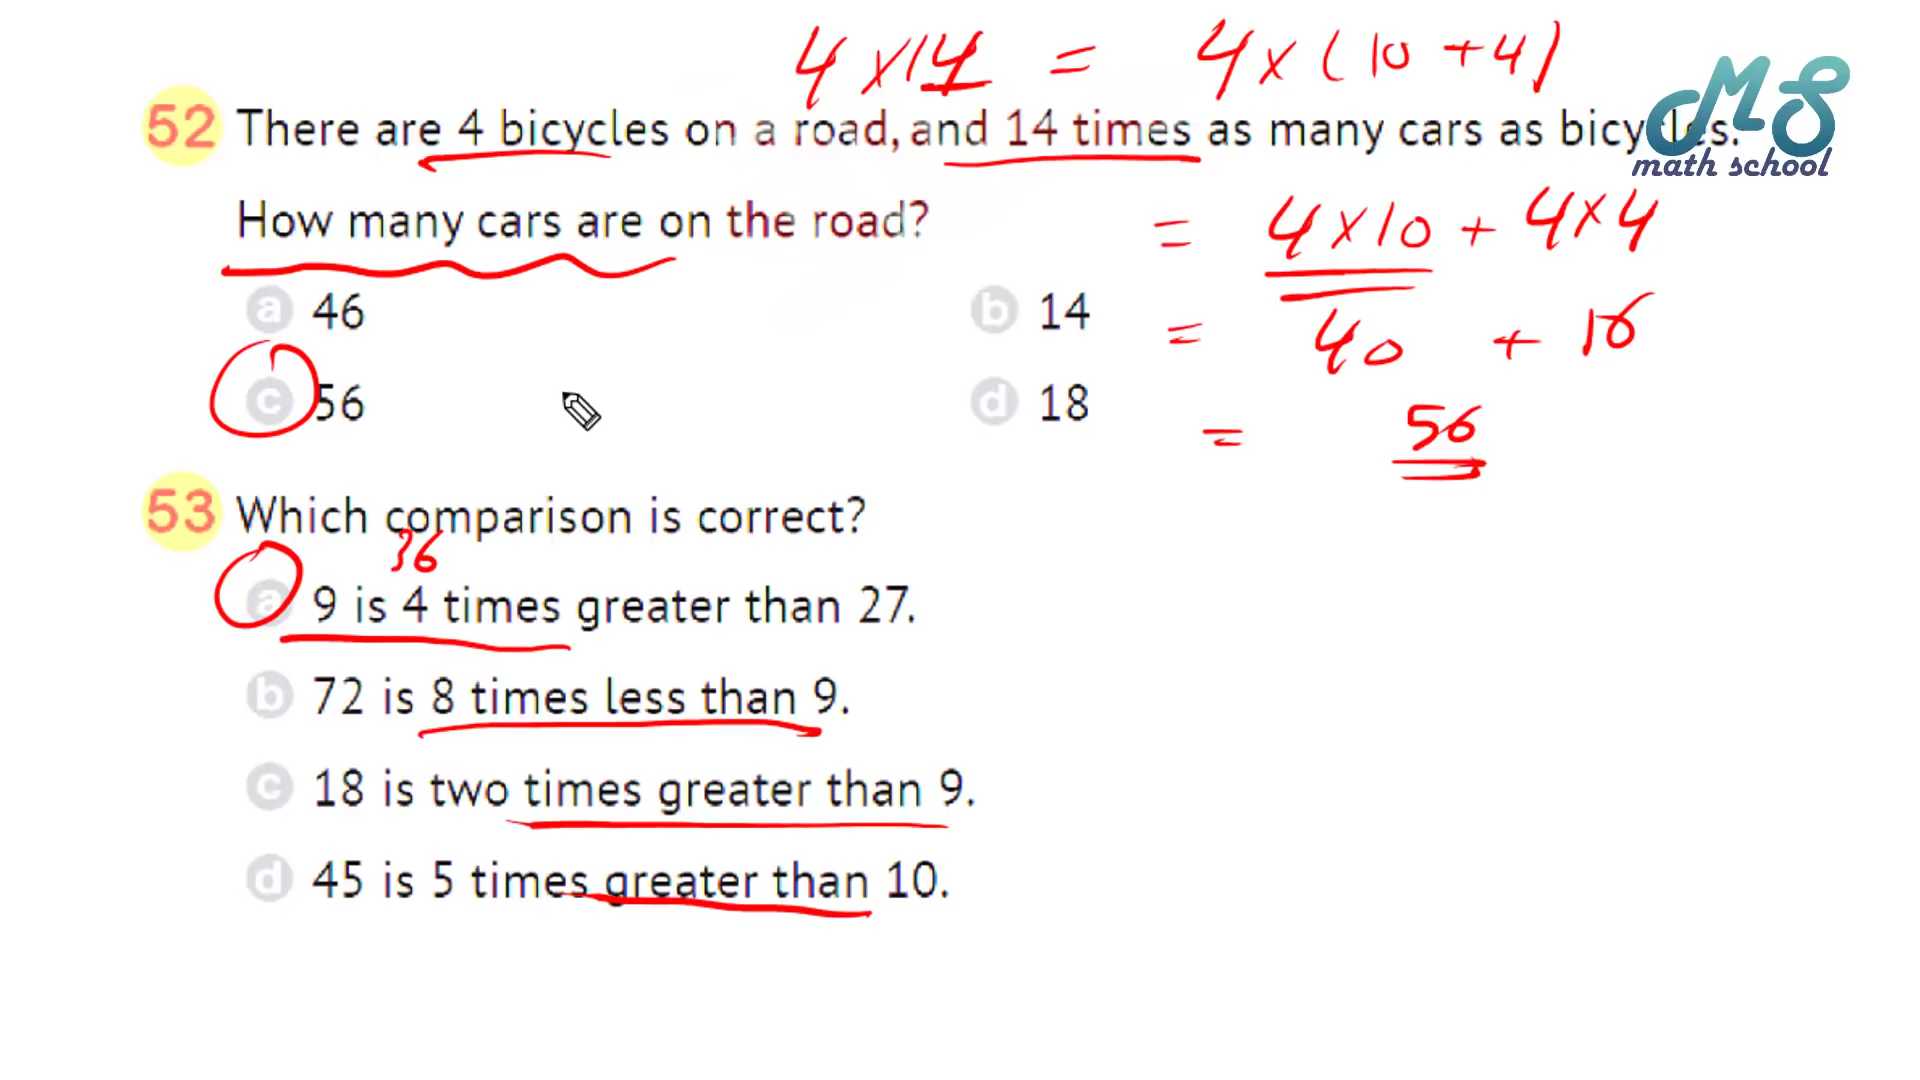 4 × 14 = 4 × (10 + 4)
52 There are 4 bicycles on a road, and 14 times as many cars as bicycles.
MS
math school
How many cars are on the road?
= 4 × 10 + 4 × 4
a 46
b 14
= 40 + 16
c 56
d 18
= 56
53 Which comparison is correct?
36
a 9 is 4 times greater than 27.
b 72 is 8 times less than 9.
c 18 is two times greater than 9.
d 45 is 5 times greater than 10.